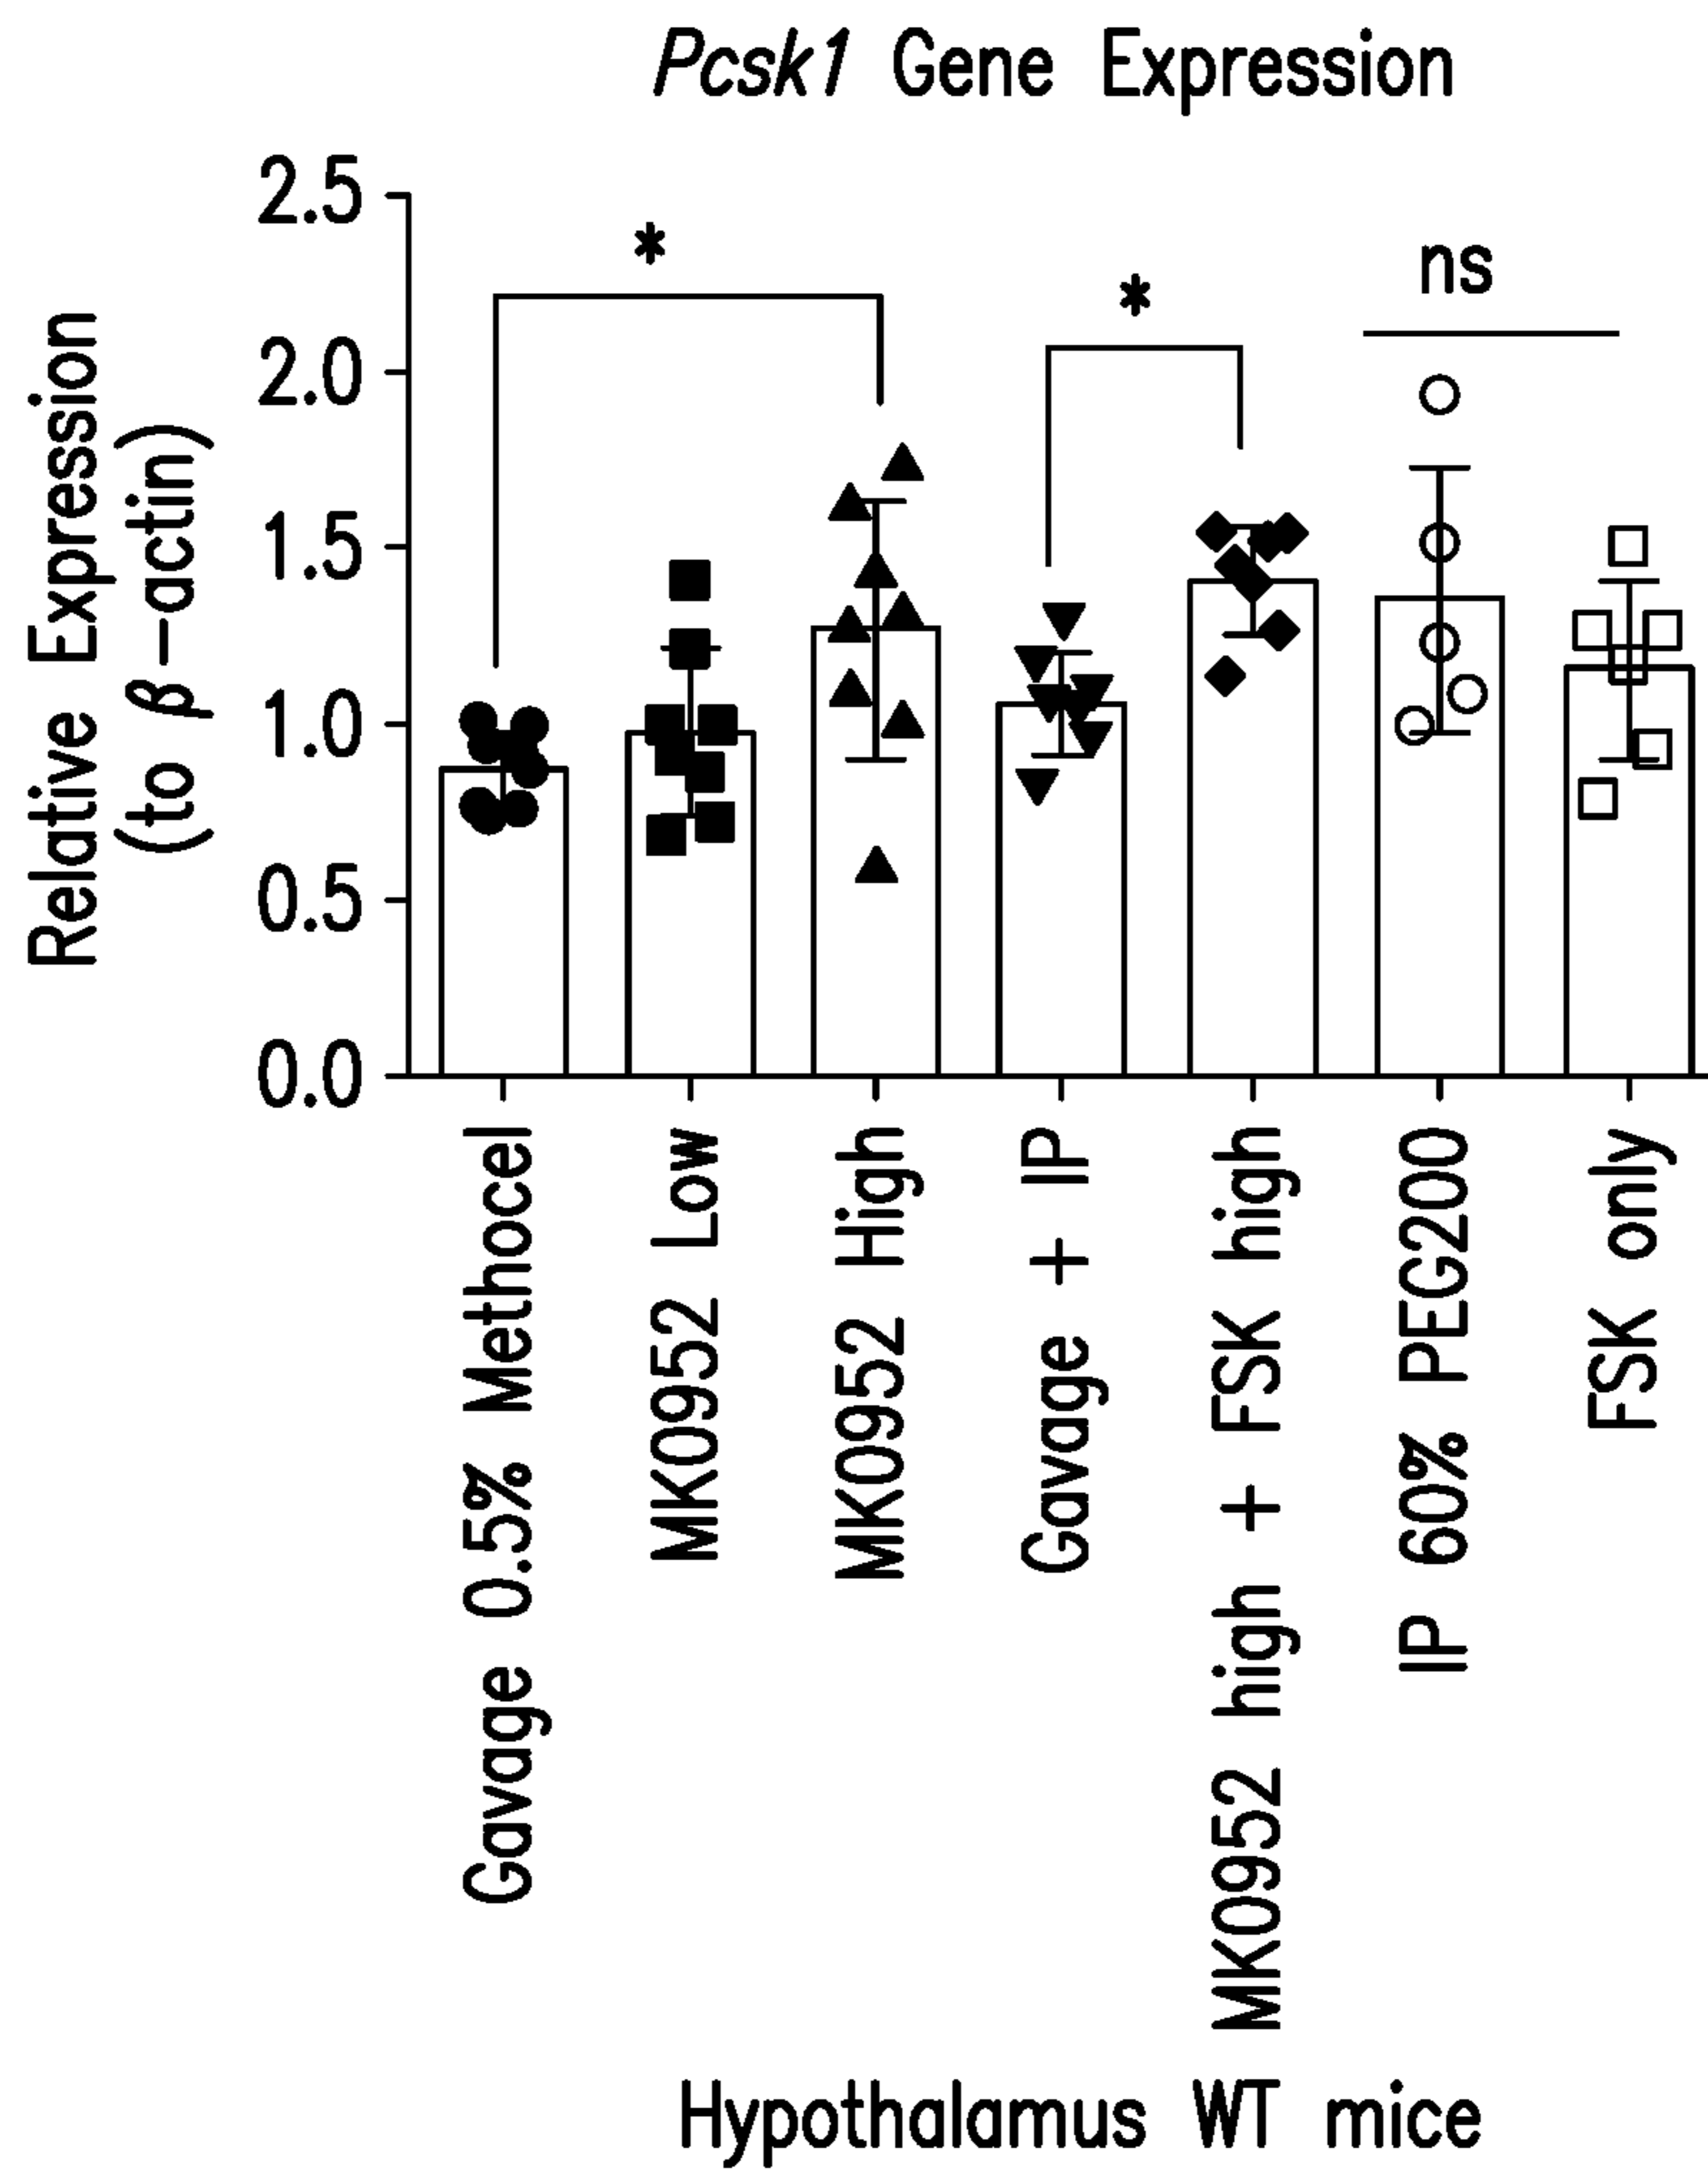 Pcsk1 Gene Expression
Relative Expression
(to β-actin)
2.5
2.0
1.5
1.0
0.5
0.0
*
*
ns
Gavage 0.5% Methocel
MK0952 Low
MK0952 High
Gavage + IP
MK0952 high + FSK high
IP 60% PEG200
FSK only
Hypothalamus WT mice